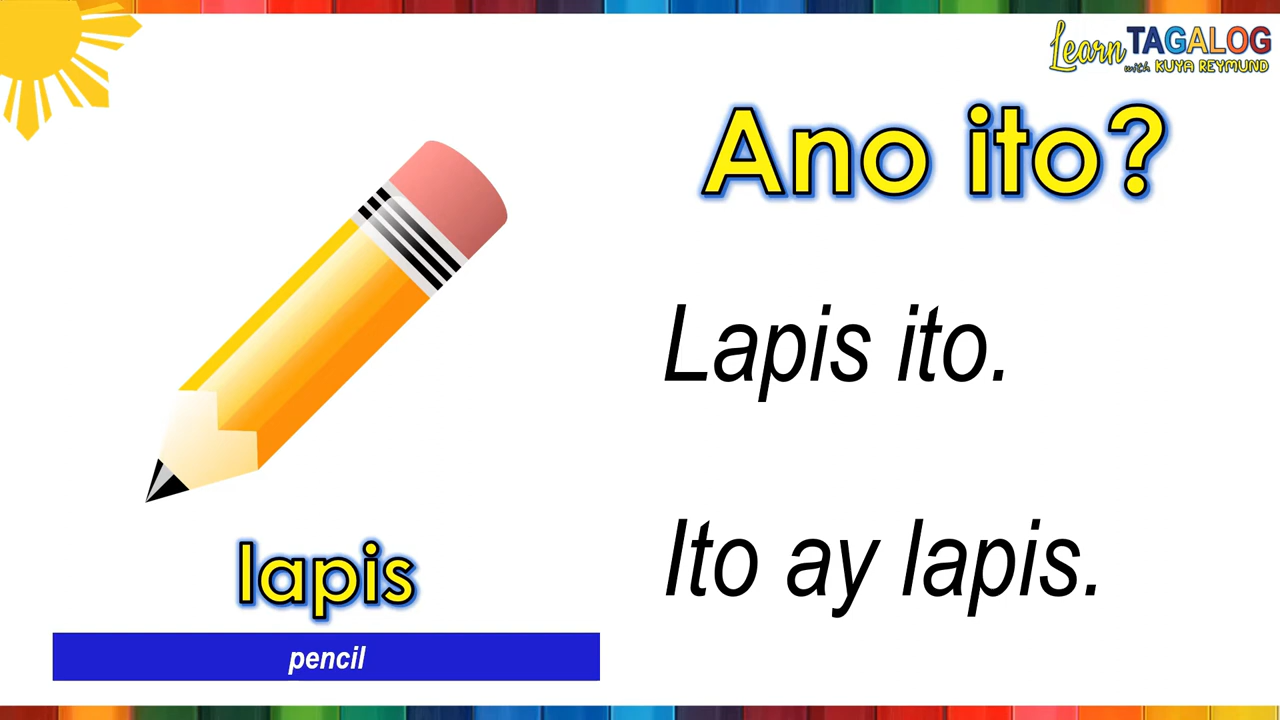 Learn TAGALOG
with KUYA REYMUND
Ano ito?
Lapis ito.
Ito ay lapis.
lapis
pencil